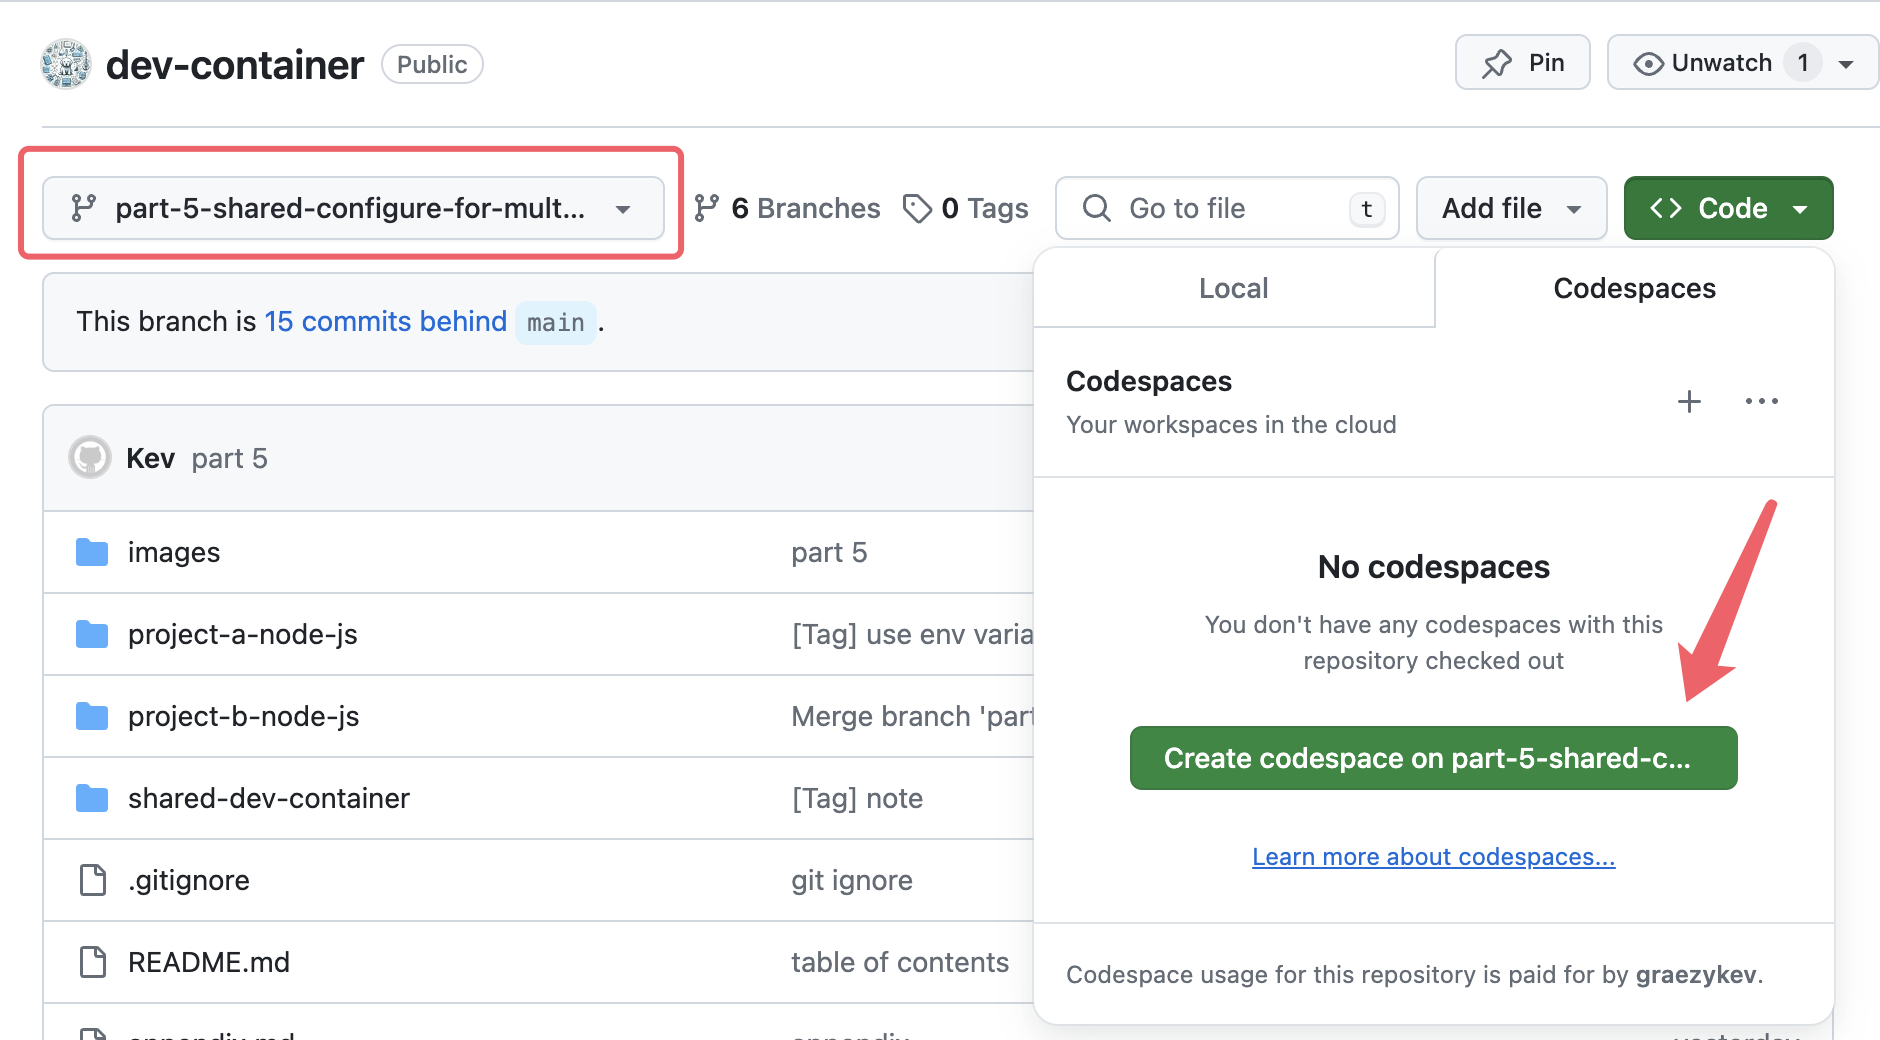 dev-container Public Pin Unwatch 1
part-5-shared-configure-for-mult... 6 Branches 0 Tags Go to file t Add file <> Code
Local Codespaces
This branch is 15 commits behind main.
Codespaces
Your workspaces in the cloud
Kev part 5
images part 5
No codespaces
You don't have any codespaces with this
repository checked out
project-a-node-js [Tag] use env varia
project-b-node-js Merge branch 'part
Create codespace on part-5-shared-c...
shared-dev-container [Tag] note
Learn more about codespaces...
.gitignore git ignore
README.md table of contents
Codespace usage for this repository is paid for by graezykev.
appendix.md appendix yesterday